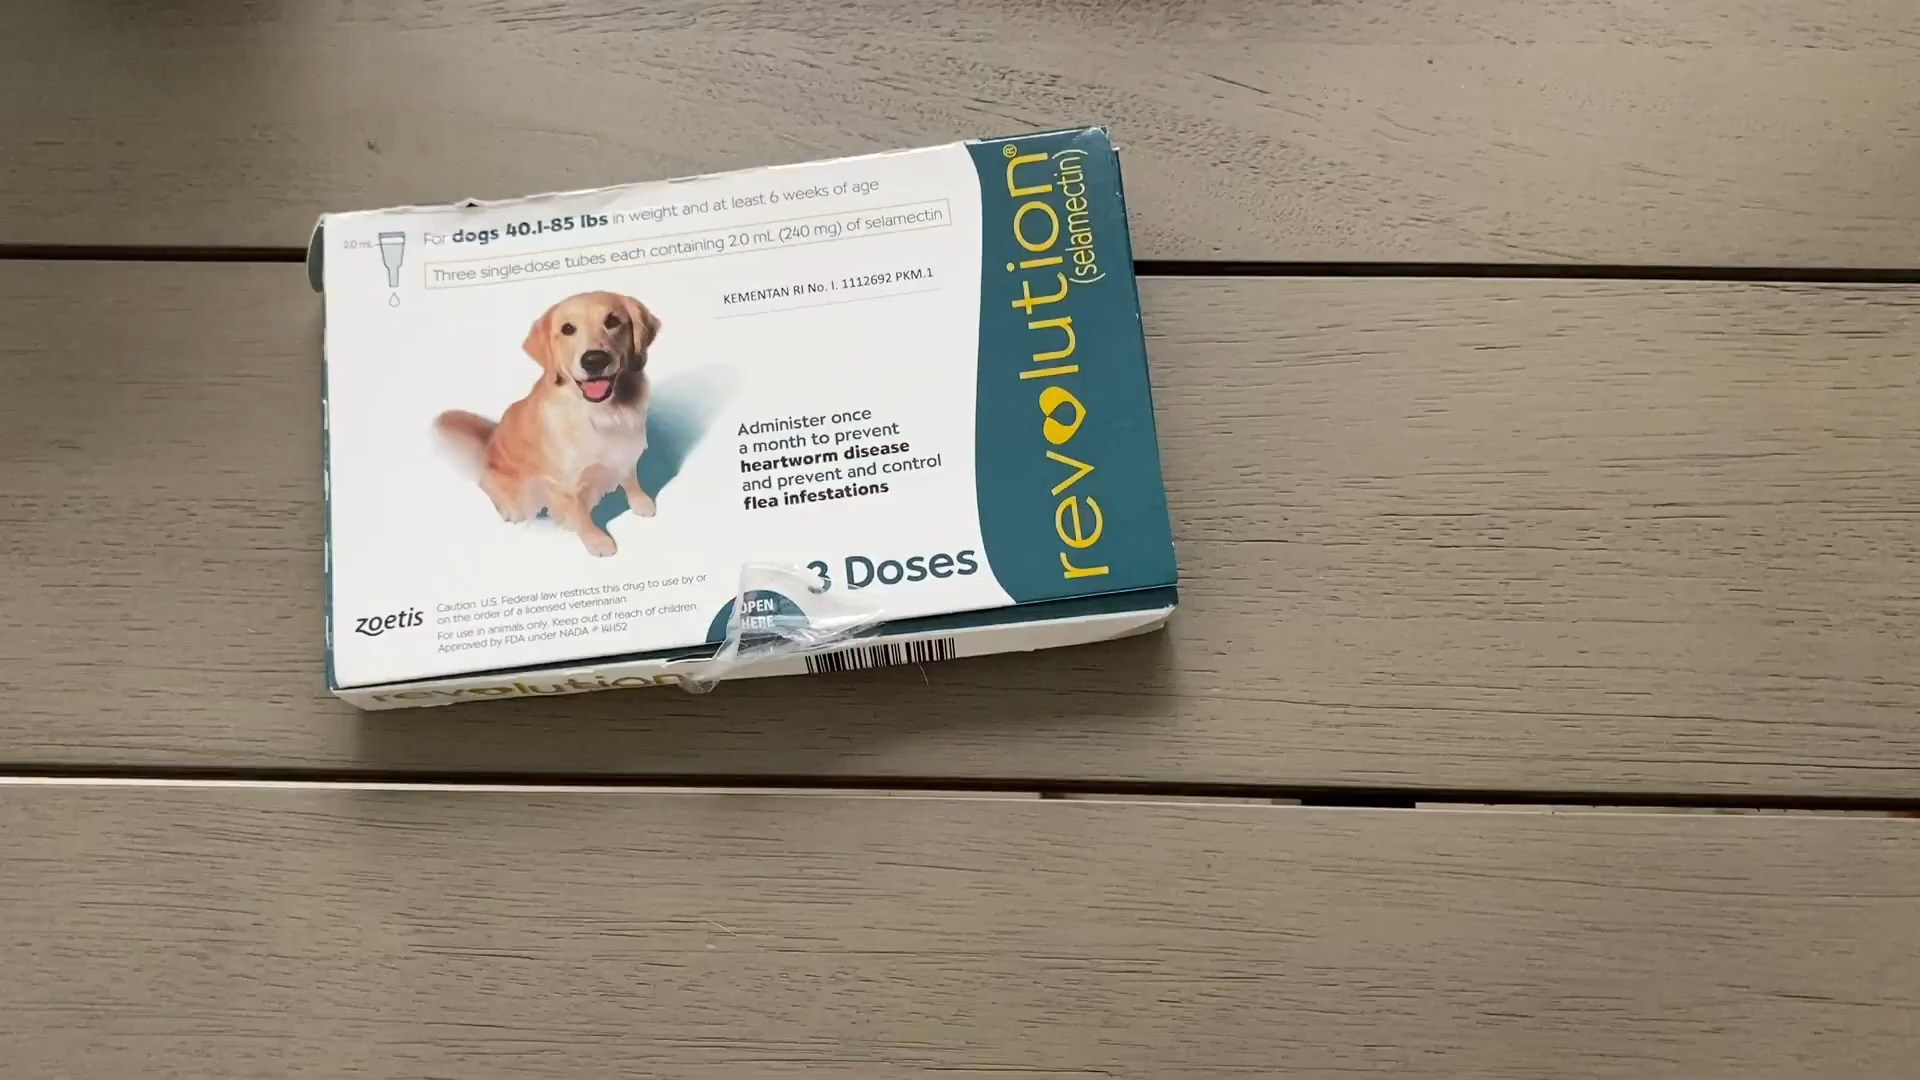 2.0 mL
For dogs 40.1-85 lbs in weight and at least 6 weeks of age
Three single-dose tubes each containing 2.0 mL (240 mg) of selamectin
KEMENTAN RI No. I. 1112692 PKM.1
Administer once
a month to prevent
heartworm disease
and prevent and control
flea infestations
3 Doses
OPEN
HERE
zoetis
Caution: U.S. Federal law restricts this drug to use by or
on the order of a licensed veterinarian.
For use in animals only. Keep out of reach of children.
Approved by FDA under NADA # 141-152
revolution®
(selamectin)
revolution